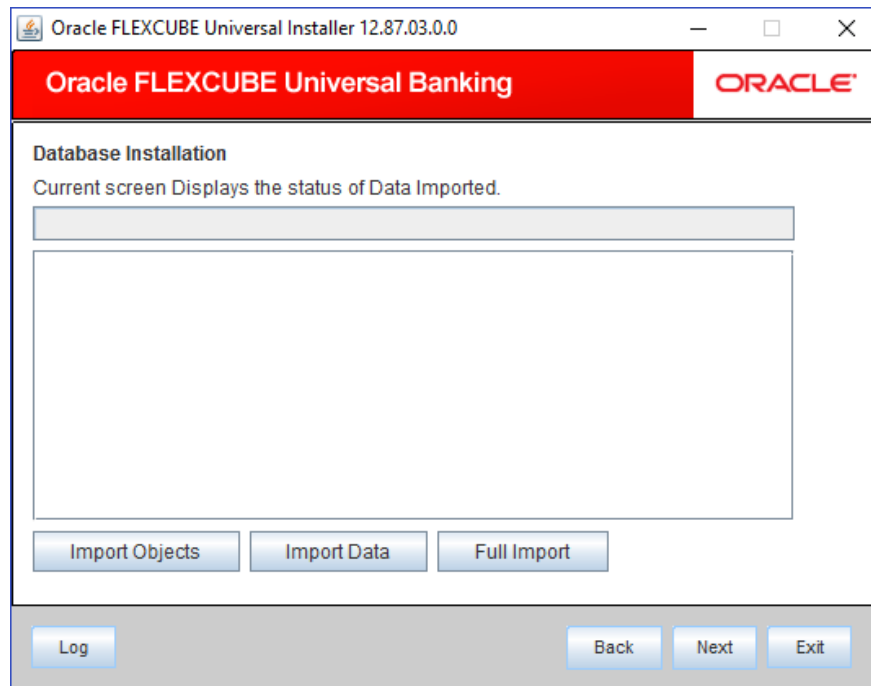 Oracle FLEXCUBE Universal Installer 12.87.03.0.0
Oracle FLEXCUBE Universal Banking
ORACLE
Database Installation
Current screen Displays the status of Data Imported.
Import Objects Import Data Full Import
Log Back Next Exit